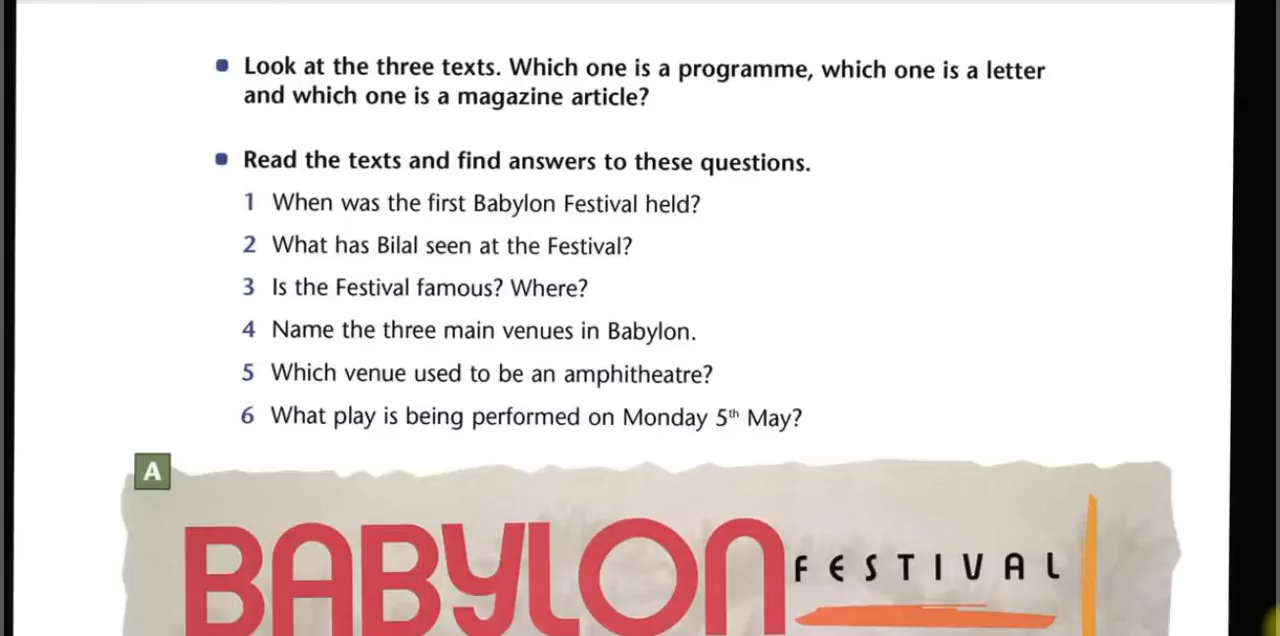 Look at the three texts. Which one is a programme, which one is a letter
and which one is a magazine article?
Read the texts and find answers to these questions.
1 When was the first Babylon Festival held?
2 What has Bilal seen at the Festival?
3 Is the Festival famous? Where?
4 Name the three main venues in Babylon.
5 Which venue used to be an amphitheatre?
6 What play is being performed on Monday 5th May?
A
BABYLON FESTIVAL